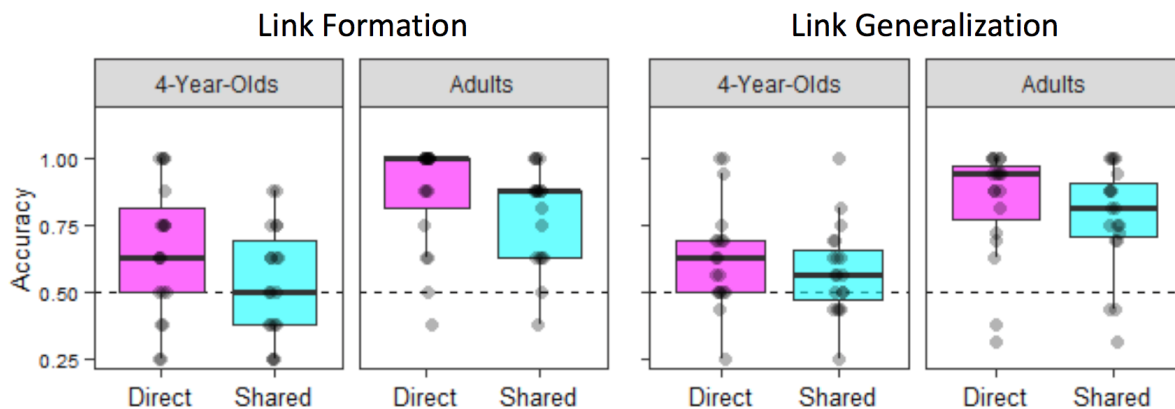 Link Formation
Link Generalization
4-Year-Olds
Adults
4-Year-Olds
Adults
Accuracy
1.00
0.75
0.50
0.25
Direct
Shared
Direct
Shared
Direct
Shared
Direct
Shared